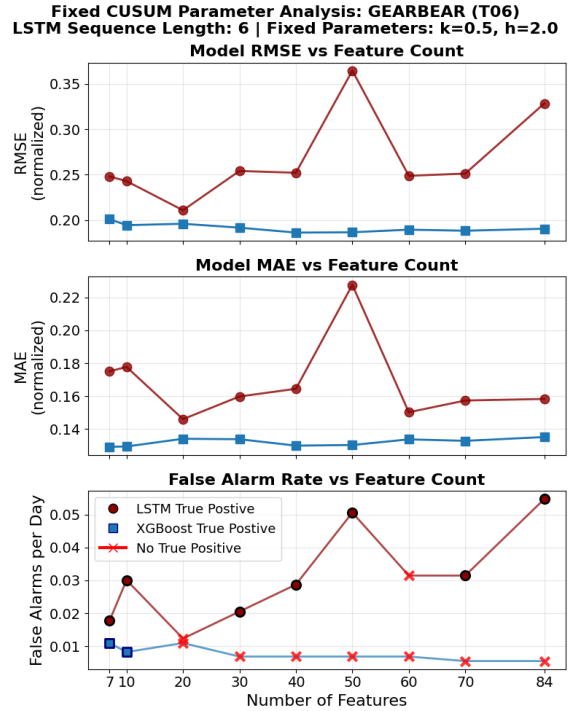 Fixed CUSUM Parameter Analysis: GEARBEAR (T06)
LSTM Sequence Length: 6 | Fixed Parameters: k=0.5, h=2.0
Model RMSE vs Feature Count
RMSE
(normalized)
0.35
0.30
0.25
0.20
Model MAE vs Feature Count
MAE
(normalized)
0.22
0.20
0.18
0.16
0.14
False Alarm Rate vs Feature Count
False Alarms per Day
0.05
0.04
0.03
0.02
0.01
LSTM True Postive
XGBoost True Postive
No True Positive
7 10 20 30 40 50 60 70 84
Number of Features